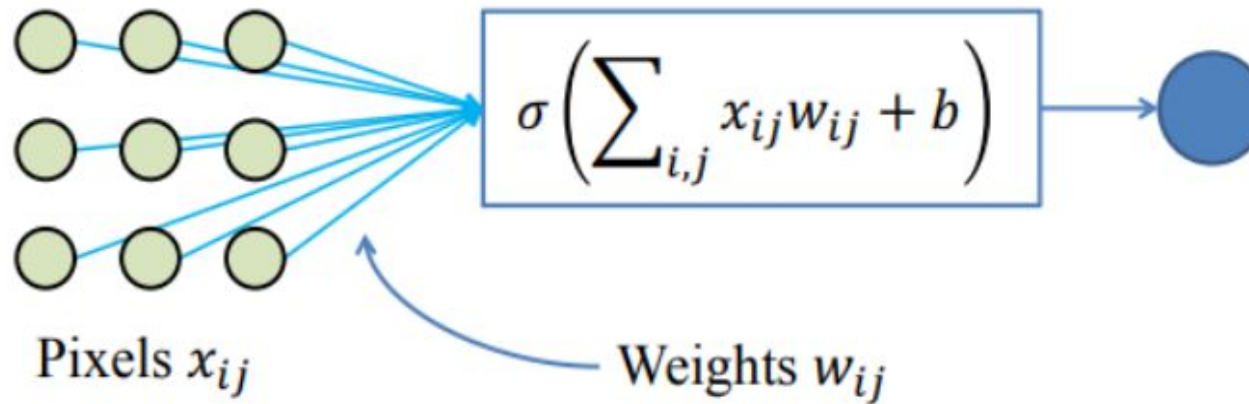 σ(∑_{i,j} x_{ij}w_{ij} + b)
Pixels x_{ij}
Weights w_{ij}